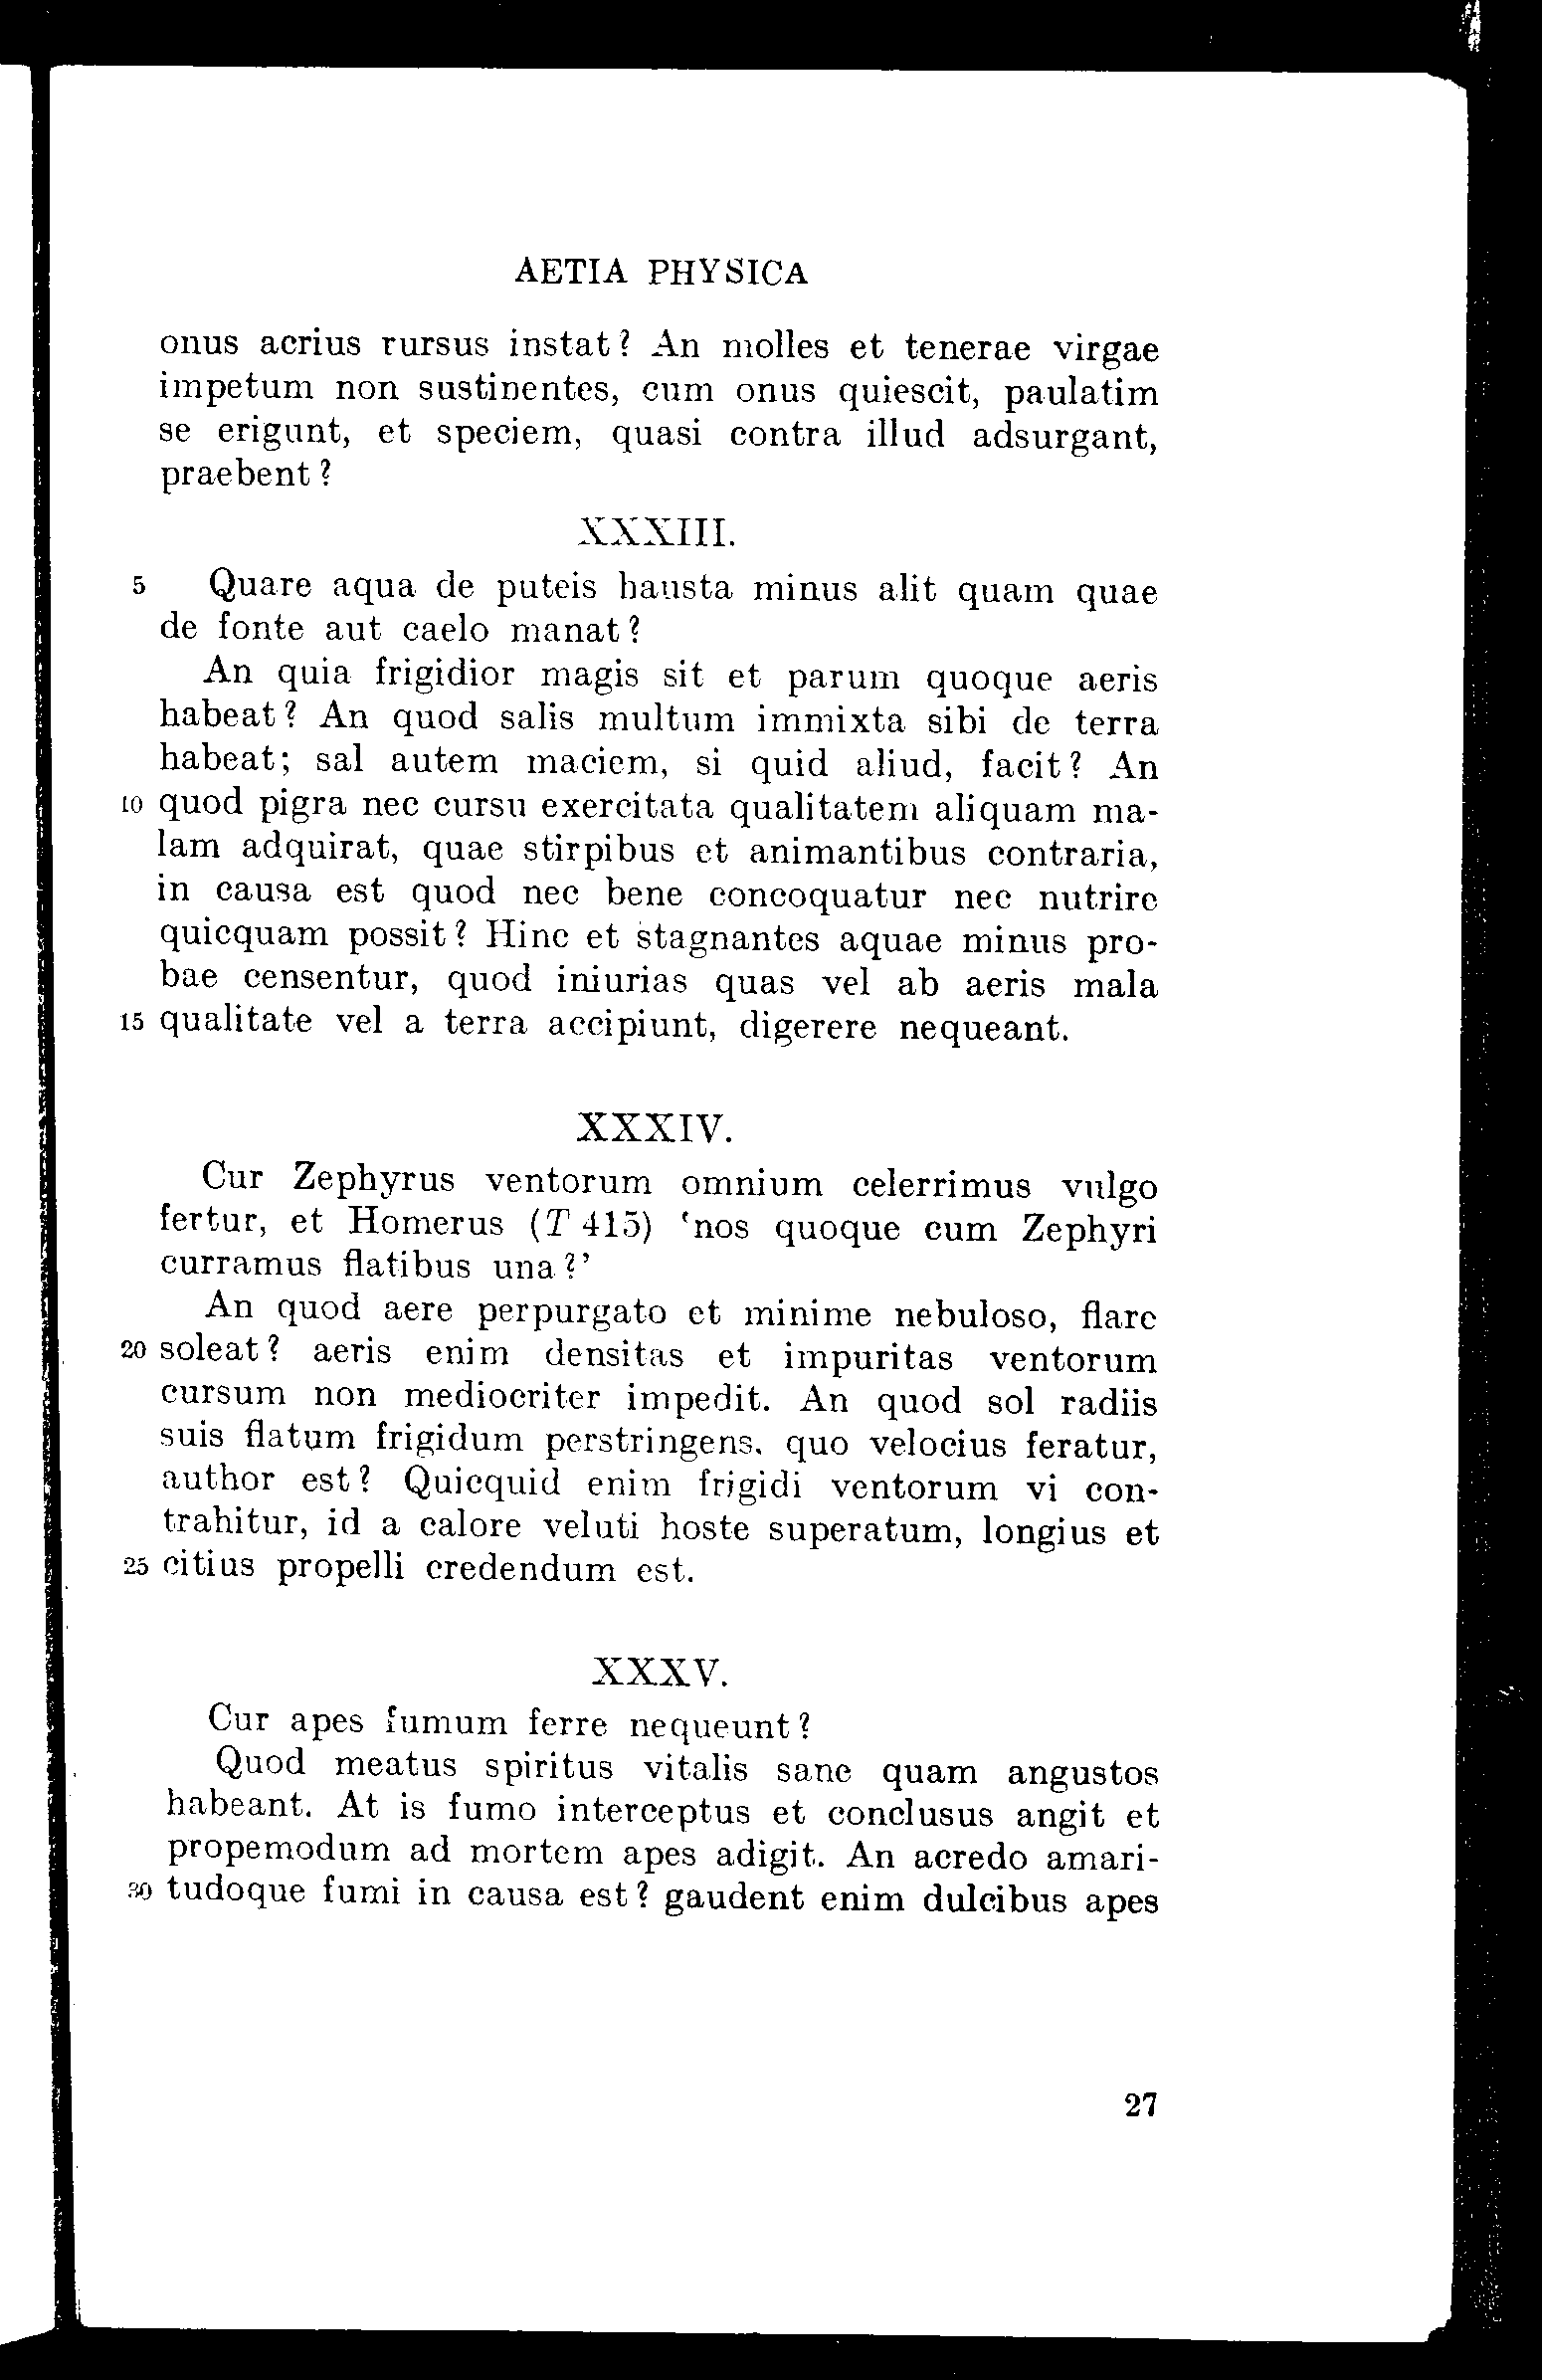 AETIA PHYSICA
onus acrius rursus instat? An molles et tenerae virgae
impetum non sustinentes, cum onus quiescit, paulatim
se erigunt, et speciem, quasi contra illud adsurgant,
praebent?
XXXIII.
5 Quare aqua de puteis hausta minus alit quam quae
de fonte aut caelo manat?
An quia frigidior magis sit et parum quoque aeris
habeat? An quod salis multum immixta sibi de terra
habeat; sal autem maciem, si quid aliud, facit? An
10 quod pigra nec cursu exercitata qualitatem aliquam ma-
lam adquirat, quae stirpibus et animantibus contraria,
in causa est quod nec bene concoquatur nec nutrire
quicquam possit? Hinc et stagnantes aquae minus pro-
bae censentur, quod iniurias quas vel ab aeris mala
15 qualitate vel a terra accipiunt, digerere nequeant.
XXXIV.
Cur Zephyrus ventorum omnium celerrimus vulgo
fertur, et Homerus (T 415) ‘nos quoque cum Zephyri
curramus flatibus una?’
An quod aere perpurgato et minime nebuloso, flare
20 soleat? aeris enim densitas et impuritas ventorum
cursum non mediocriter impedit. An quod sol radiis
suis flatum frigidum perstringens, quo velocius feratur,
author est? Quicquid enim frigidi ventorum vi con-
trahitur, id a calore veluti hoste superatum, longius et
25 citius propelli credendum est.
XXXV.
Cur apes fumum ferre nequeunt?
Quod meatus spiritus vitalis sane quam angustos
habeant. At is fumo interceptus et conclusus angit et
propemodum ad mortem apes adigit. An acredo amari-
30 tudoque fumi in causa est? gaudent enim dulcibus apes
27